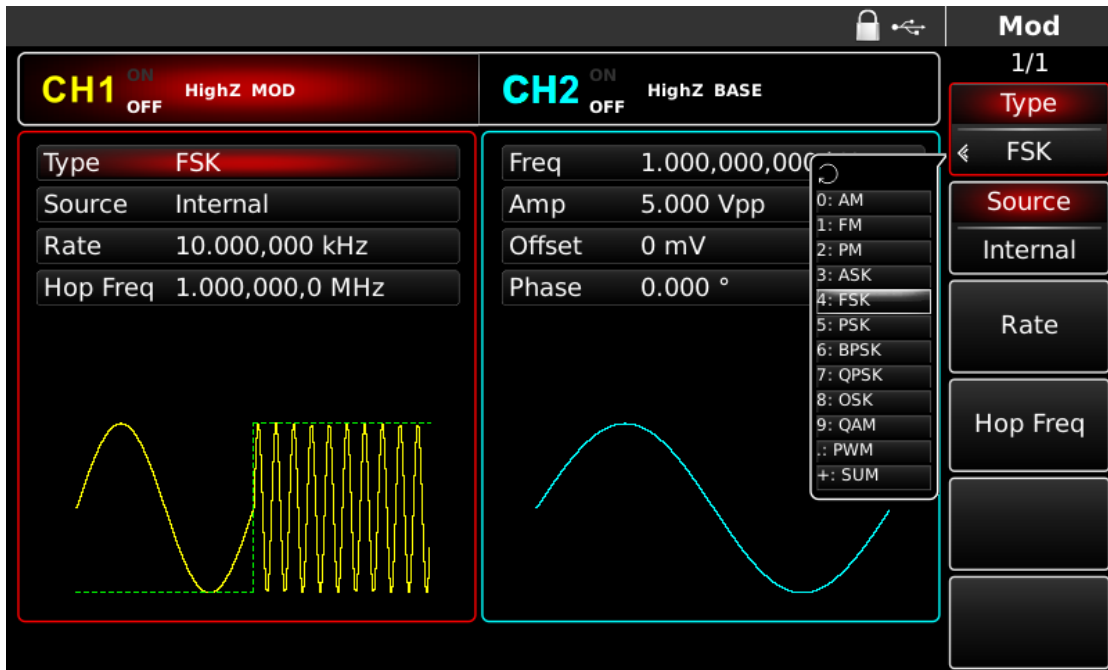 Mod
1/1
CH1 ON OFF HighZ MOD
CH2 ON OFF HighZ BASE
Type FSK
Source Internal
Rate 10.000,000 kHz
Hop Freq 1.000,000,0 MHz
Freq 1.000,000,000
Amp 5.000 Vpp
Offset 0 mV
Phase 0.000 °
0: AM
1: FM
2: PM
3: ASK
4: FSK
5: PSK
6: BPSK
7: QPSK
8: OSK
9: QAM
.: PWM
+: SUM
Type
FSK
Source
Internal
Rate
Hop Freq